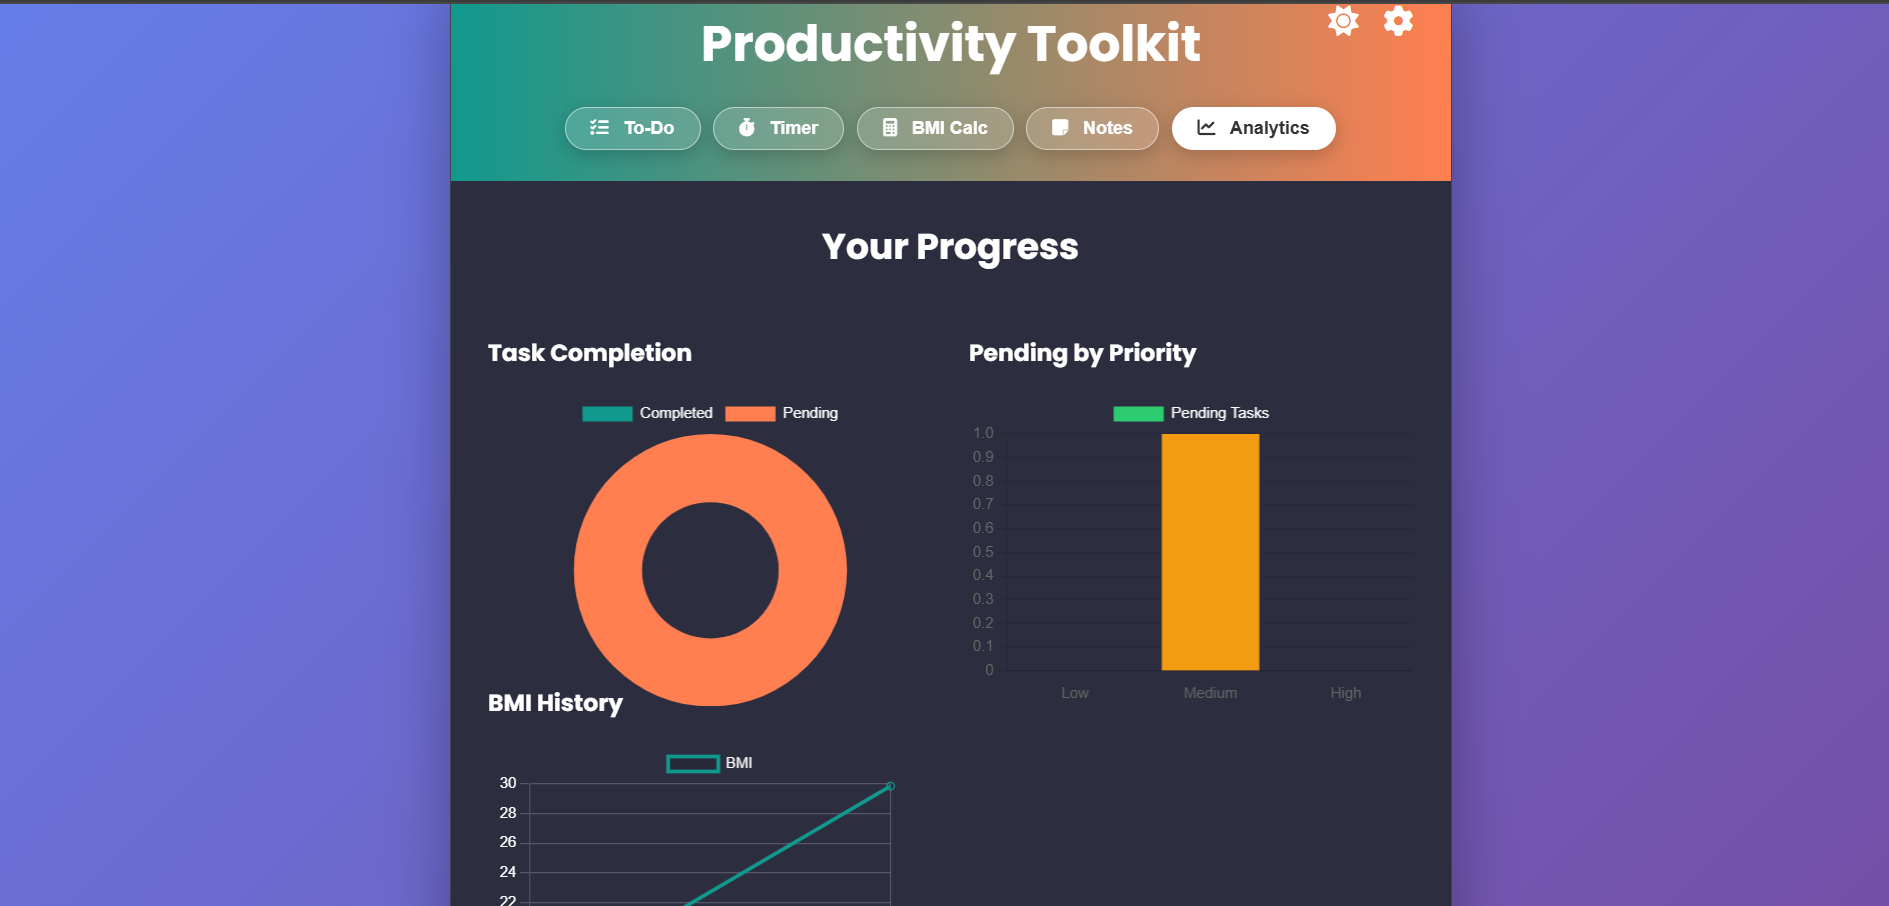 Productivity Toolkit
To-Do Timer BMI Calc Notes Analytics
Your Progress
Task Completion
Completed Pending
Pending by Priority
Pending Tasks
1.0
0.9
0.8
0.7
0.6
0.5
0.4
0.3
0.2
0.1
0
Low Medium High
BMI History
BMI
30
28
26
24
22